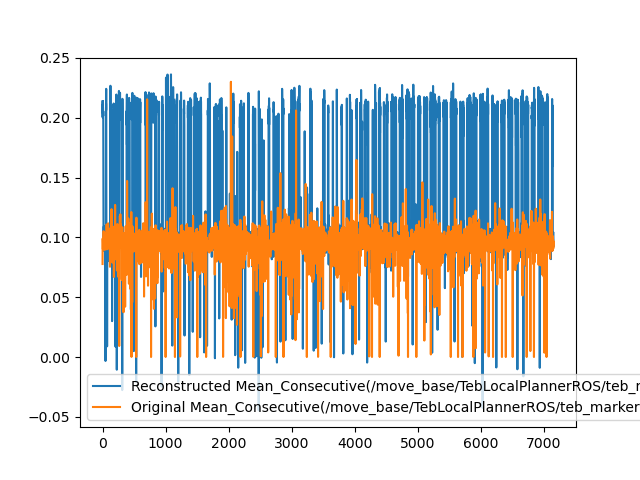 0.25
0.20
0.15
0.10
0.05
0.00
−0.05
Reconstructed Mean_Consecutive(/move_base/TebLocalPlannerROS/teb_
Original Mean_Consecutive(/move_base/TebLocalPlannerROS/teb_marker
0 1000 2000 3000 4000 5000 6000 7000